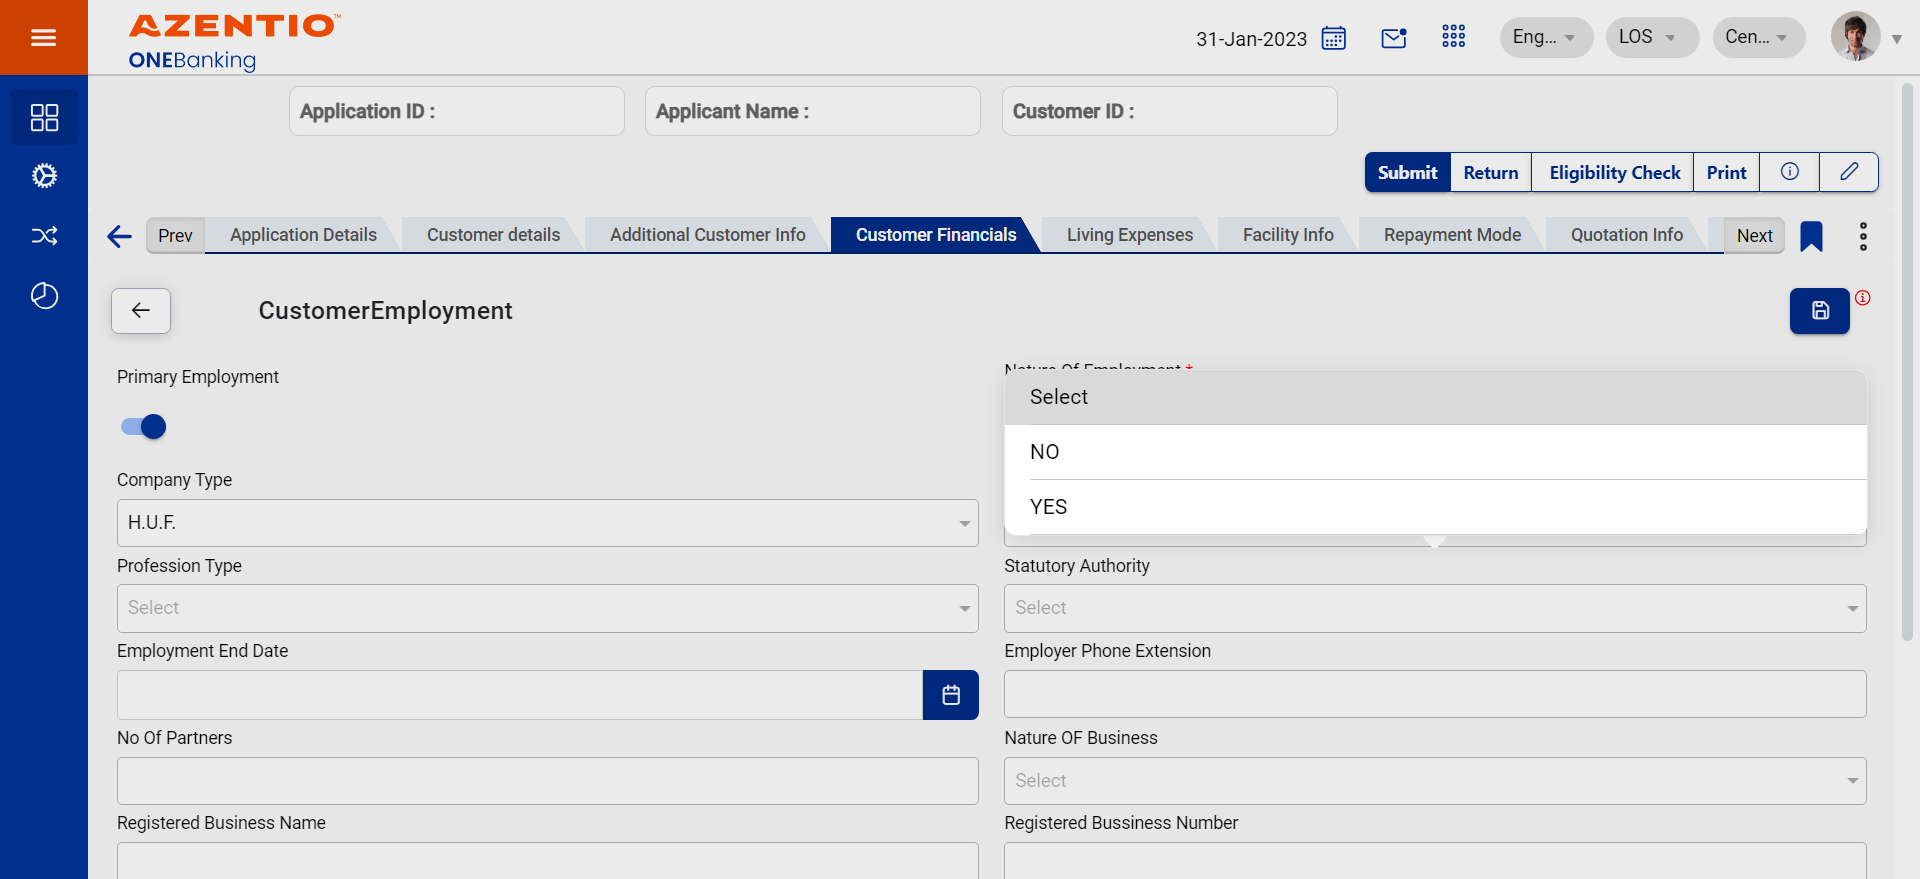 AZENTIO™
ONEBanking
31-Jan-2023
Eng...
LOS
Cen...
Application ID :
Applicant Name :
Customer ID :
Submit
Return
Eligibility Check
Print
Prev
Application Details
Customer details
Additional Customer Info
Customer Financials
Living Expenses
Facility Info
Repayment Mode
Quotation Info
Next
CustomerEmployment
Primary Employment
Nature Of Employment *
Select
NO
YES
Company Type
H.U.F.
Profession Type
Select
Statutory Authority
Select
Employment End Date
Employer Phone Extension
No Of Partners
Nature OF Business
Select
Registered Business Name
Registered Bussiness Number